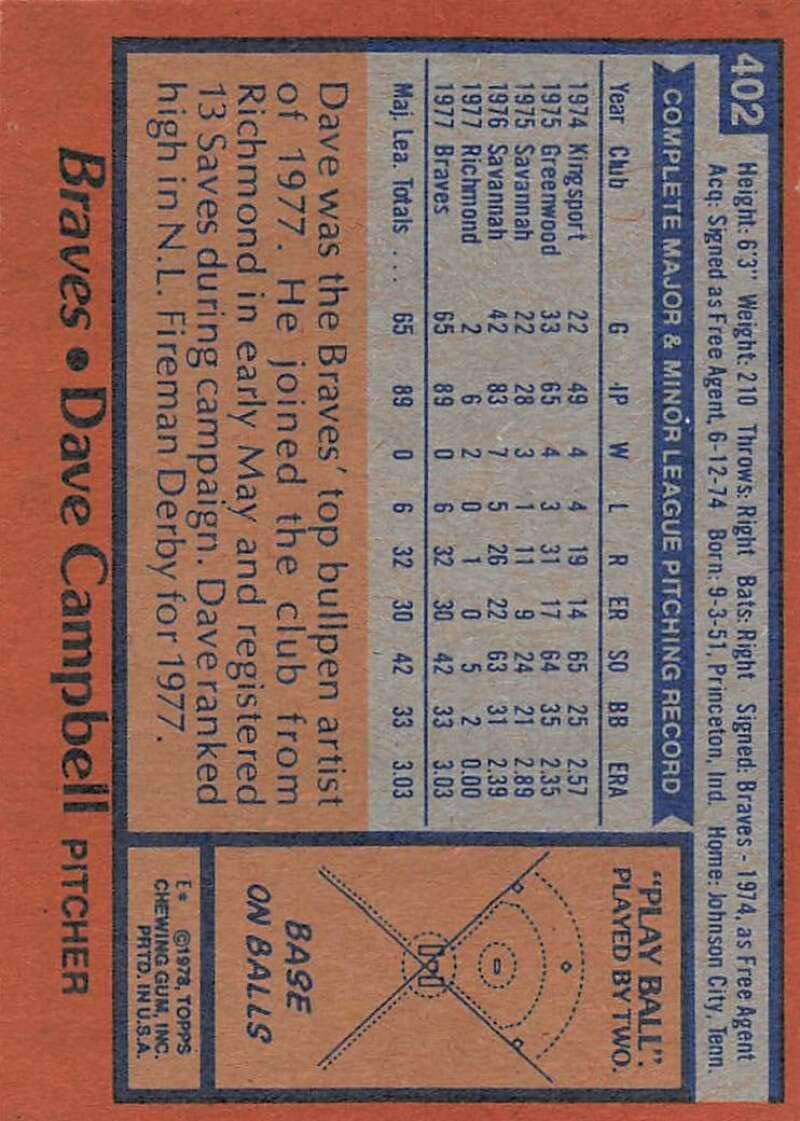 402
Height: 6'3" Weight: 210 Throws: Right Bats: Right Signed: Braves - 1974, as Free Agent
Acq: Signed as Free Agent, 6-12-74 Born: 9-3-51, Princeton, Ind. Home: Johnson City, Tenn.
COMPLETE MAJOR & MINOR LEAGUE PITCHING RECORD
Year Club G IP W L R ER SO BB ERA
1974 Kingsport 22 49 4 4 19 14 65 25 2.57
1975 Greenwood 33 65 4 3 31 17 64 35 2.35
1975 Savannah 22 28 3 1 11 9 24 21 2.89
1976 Savannah 42 83 7 5 26 22 63 31 2.39
1977 Richmond 2 6 2 0 1 0 5 2 0.00
1977 Braves 65 89 0 6 32 30 42 33 3.03
Maj. Lea. Totals . . . 65 89 0 6 32 30 42 33 3.03
Dave was the Braves' top bullpen artist
of 1977. He joined the club from
Richmond in early May and registered
13 Saves during campaign. Dave ranked
high in N.L. Fireman Derby for 1977.
"PLAY BALL".
PLAYED BY TWO.
BASE
ON BALLS
E* ©1978, TOPPS
CHEWING GUM, INC.
PRTD. IN U.S.A.
Braves • Dave Campbell PITCHER